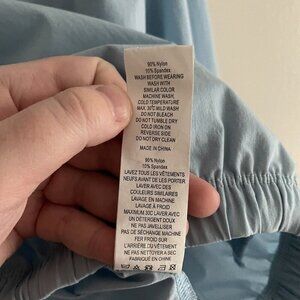 90% Nylon
10% Spandex
WASH BEFORE WEARING
WASH WITH
SIMILAR COLOR
MACHINE WASH,
COLD TEMPERATURE
MAX 30°C MILD WASH
DO NOT BLEACH
DO NOT TUMBLE DRY
COLD IRON ON
REVERSE SIDE
DO NOT DRY CLEAN
MADE IN CHINA
90% Nylon
10% Spandex
LAVEZ TOUS LES VÊTEMENTS
NEUFS AVANT DE LES PORTER
LAVER AVEC DES
COULEURS SIMILAIRES
LAVAGE EN MACHINE
LAVAGE À FROID
MAXIMUM 30C LAVER AVEC
UN DÉTERGENT DOUX
NE PAS JAVELLISER
PAS DE SÉCHAGE MACHINE
FER FROID SUR
L'ARRIÈRE DU VÊTEMENT
NE PAS NETTOYER A SEC
FABRIQUÉ EN CHINE